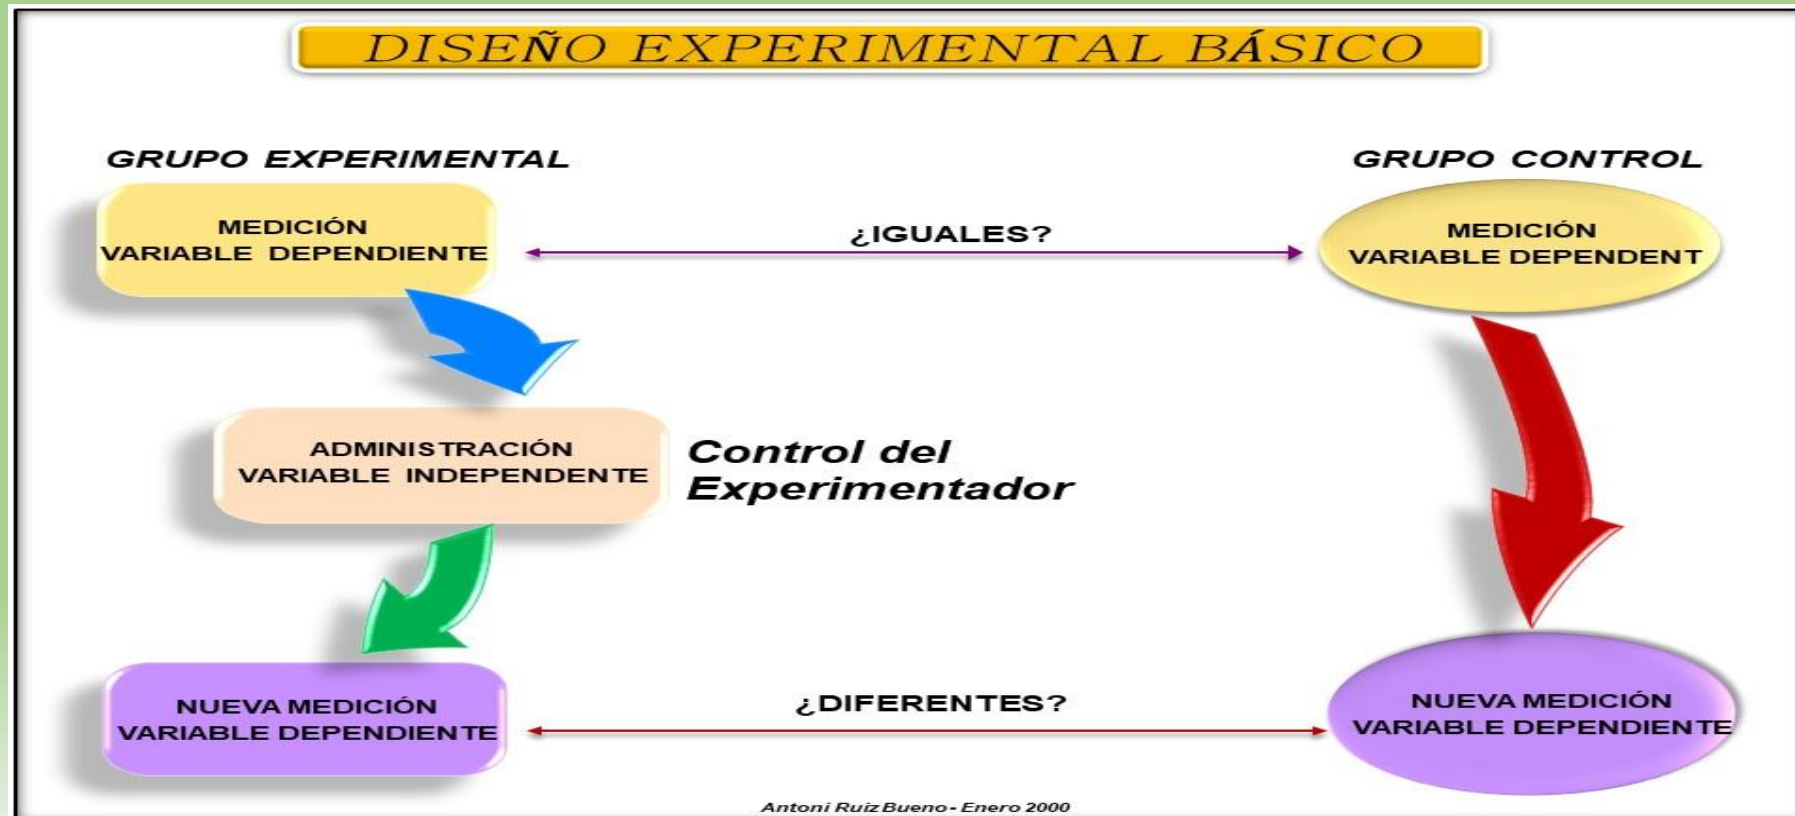 DISEÑO EXPERIMENTAL BÁSICO
GRUPO EXPERIMENTAL
GRUPO CONTROL
MEDICIÓN
VARIABLE DEPENDIENTE
¿IGUALES?
MEDICIÓN
VARIABLE DEPENDENT
ADMINISTRACIÓN
VARIABLE INDEPENDENTE
Control del
Experimentador
NUEVA MEDICIÓN
VARIABLE DEPENDIENTE
¿DIFERENTES?
NUEVA MEDICIÓN
VARIABLE DEPENDIENTE
Antoni Ruiz Bueno - Enero 2000